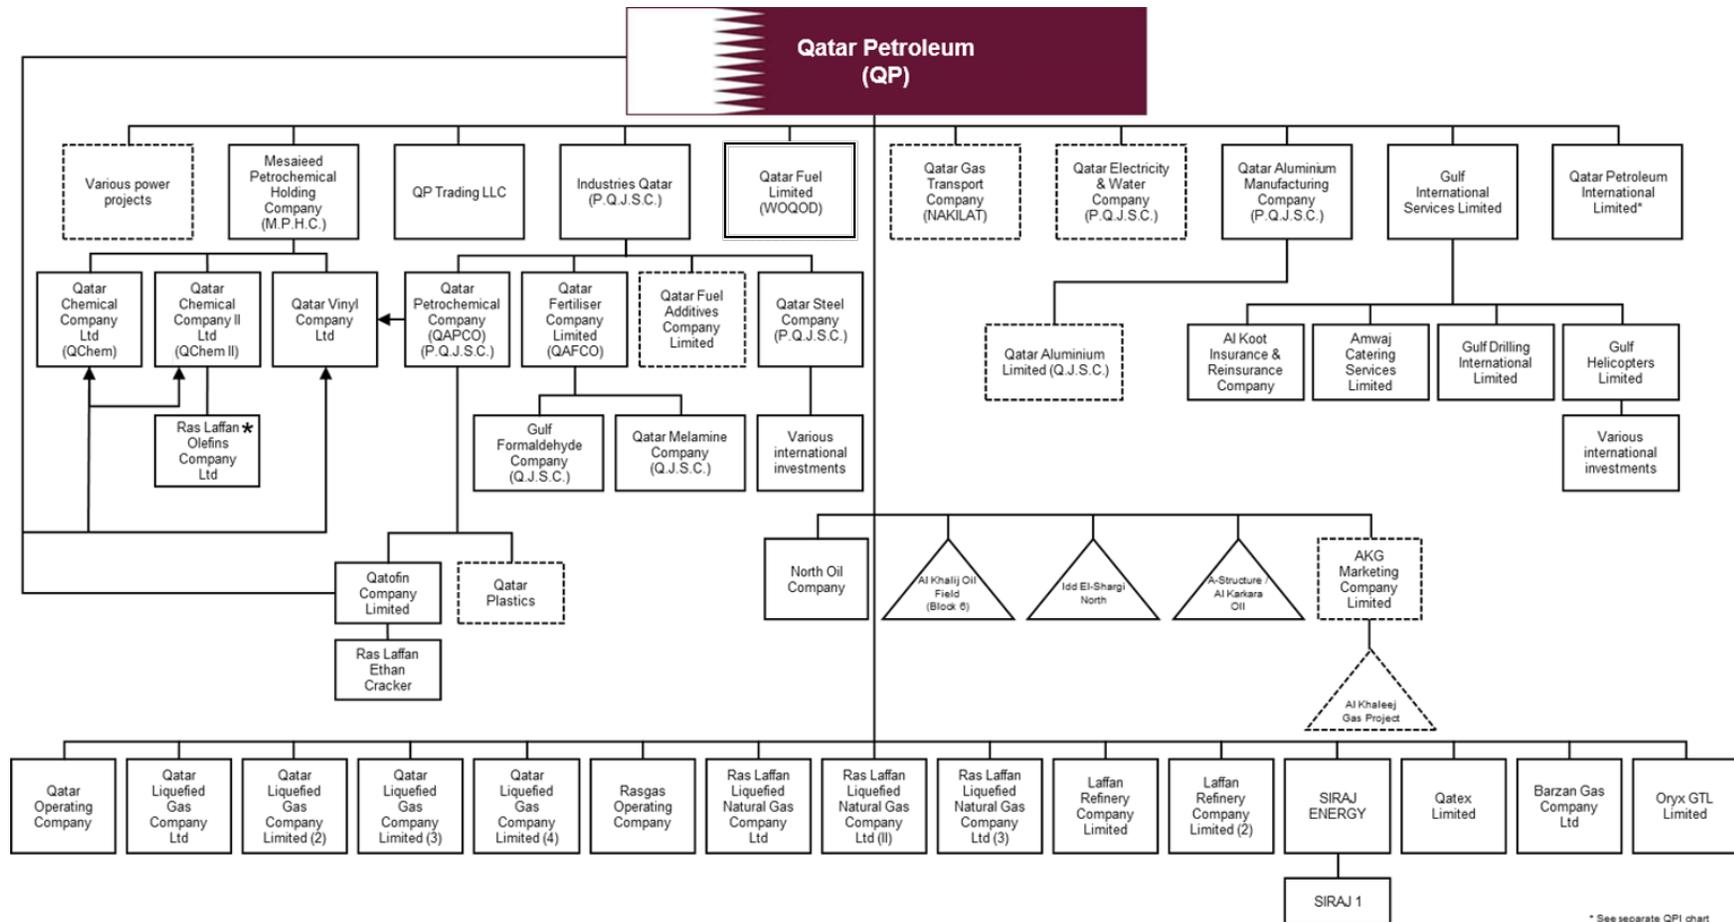 Qatar Petroleum
(QP)
Various power
projects
Mesaieed
Petrochemical
Holding
Company
(M.P.H.C.)
QP Trading LLC
Industries Qatar
(P.Q.J.S.C.)
Qatar Fuel
Limited
(WOQOD)
Qatar Gas
Transport
Company
(NAKILAT)
Qatar Electricity
& Water
Company
(P.Q.J.S.C.)
Qatar Aluminium
Manufacturing
Company
(P.Q.J.S.C.)
Gulf
International
Services Limited
Qatar Petroleum
International
Limited*
Qatar
Chemical
Company
Ltd
(QChem)
Qatar
Chemical
Company II
Ltd
(QChem II)
Qatar Vinyl
Company
Ltd
Qatar
Petrochemical
Company
(QAPCO)
(P.Q.J.S.C.)
Qatar
Fertiliser
Company
Limited
(QAFCO)
Qatar Fuel
Additives
Company
Limited
Qatar Steel
Company
(P.Q.J.S.C.)
Qatar Aluminium
Limited (Q.J.S.C.)
Al Koot
Insurance &
Reinsurance
Company
Amwaj
Catering
Services
Limited
Gulf Drilling
International
Limited
Gulf
Helicopters
Limited
Ras Laffan *
Olefins
Company
Ltd
Gulf
Formaldehyde
Company
(Q.J.S.C.)
Qatar Melamine
Company
(Q.J.S.C.)
Various
international
investments
Various
international
investments
Qatofin
Company
Limited
Qatar
Plastics
North Oil
Company
Al Khalij Oil
Field
(Block 6)
Idd El-Shargi
North
A-Structure /
Al Karkara
OIl
AKG
Marketing
Company
Limited
Ras Laffan
Ethan
Cracker
Al Khaleej
Gas Project
Qatar
Operating
Company
Qatar
Liquefied
Gas
Company
Ltd
Qatar
Liquefied
Gas
Company
Limited (2)
Qatar
Liquefied
Gas
Company
Limited (3)
Qatar
Liquefied
Gas
Company
Limited (4)
Rasgas
Operating
Company
Ras Laffan
Liquefied
Natural Gas
Company
Ltd
Ras Laffan
Liquefied
Natural Gas
Company
Ltd (II)
Ras Laffan
Liquefied
Natural Gas
Company
Ltd (3)
Laffan
Refinery
Company
Limited
Laffan
Refinery
Company
Limited (2)
SIRAJ
ENERGY
Qatex
Limited
Barzan Gas
Company
Ltd
Oryx GTL
Limited
SIRAJ 1
* See separate QPI chart